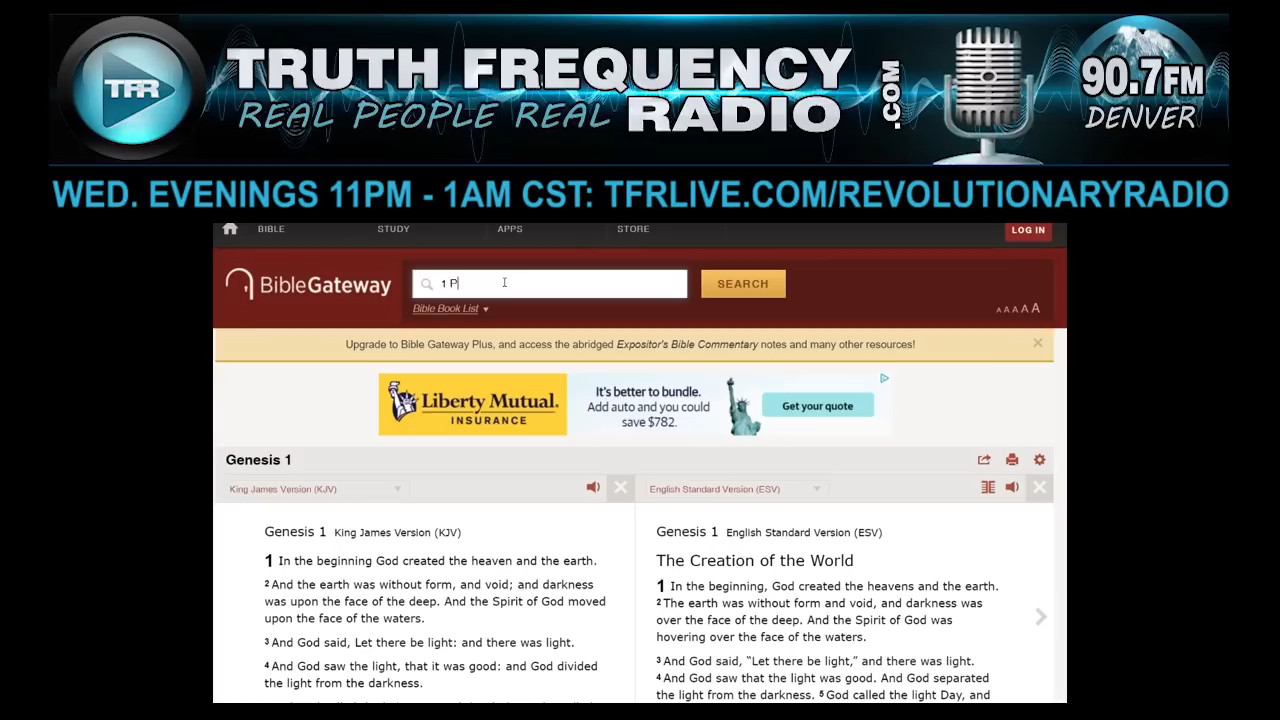 TFR
TRUTH FREQUENCY
REAL PEOPLE REAL RADIO
.COM
90.7FM
DENVER
WED. EVENINGS 11PM - 1AM CST: TFRLIVE.COM/REVOLUTIONARYRADIO
BIBLE STUDY APPS STORE LOG IN
BibleGateway
1 P
SEARCH
Bible Book List
A A A A A
Upgrade to Bible Gateway Plus, and access the abridged Expositor's Bible Commentary notes and many other resources!
Liberty Mutual.
INSURANCE
It's better to bundle.
Add auto and you could
save $782.
Get your quote
Genesis 1
King James Version (KJV)
English Standard Version (ESV)
Genesis 1 King James Version (KJV)
1 In the beginning God created the heaven and the earth.
2 And the earth was without form, and void; and darkness
was upon the face of the deep. And the Spirit of God moved
upon the face of the waters.
3 And God said, Let there be light: and there was light.
4 And God saw the light, that it was good: and God divided
the light from the darkness.
Genesis 1 English Standard Version (ESV)
The Creation of the World
1 In the beginning, God created the heavens and the earth.
2 The earth was without form and void, and darkness was
over the face of the deep. And the Spirit of God was
hovering over the face of the waters.
3 And God said, “Let there be light,” and there was light.
4 And God saw that the light was good. And God separated
the light from the darkness. 5 God called the light Day, and